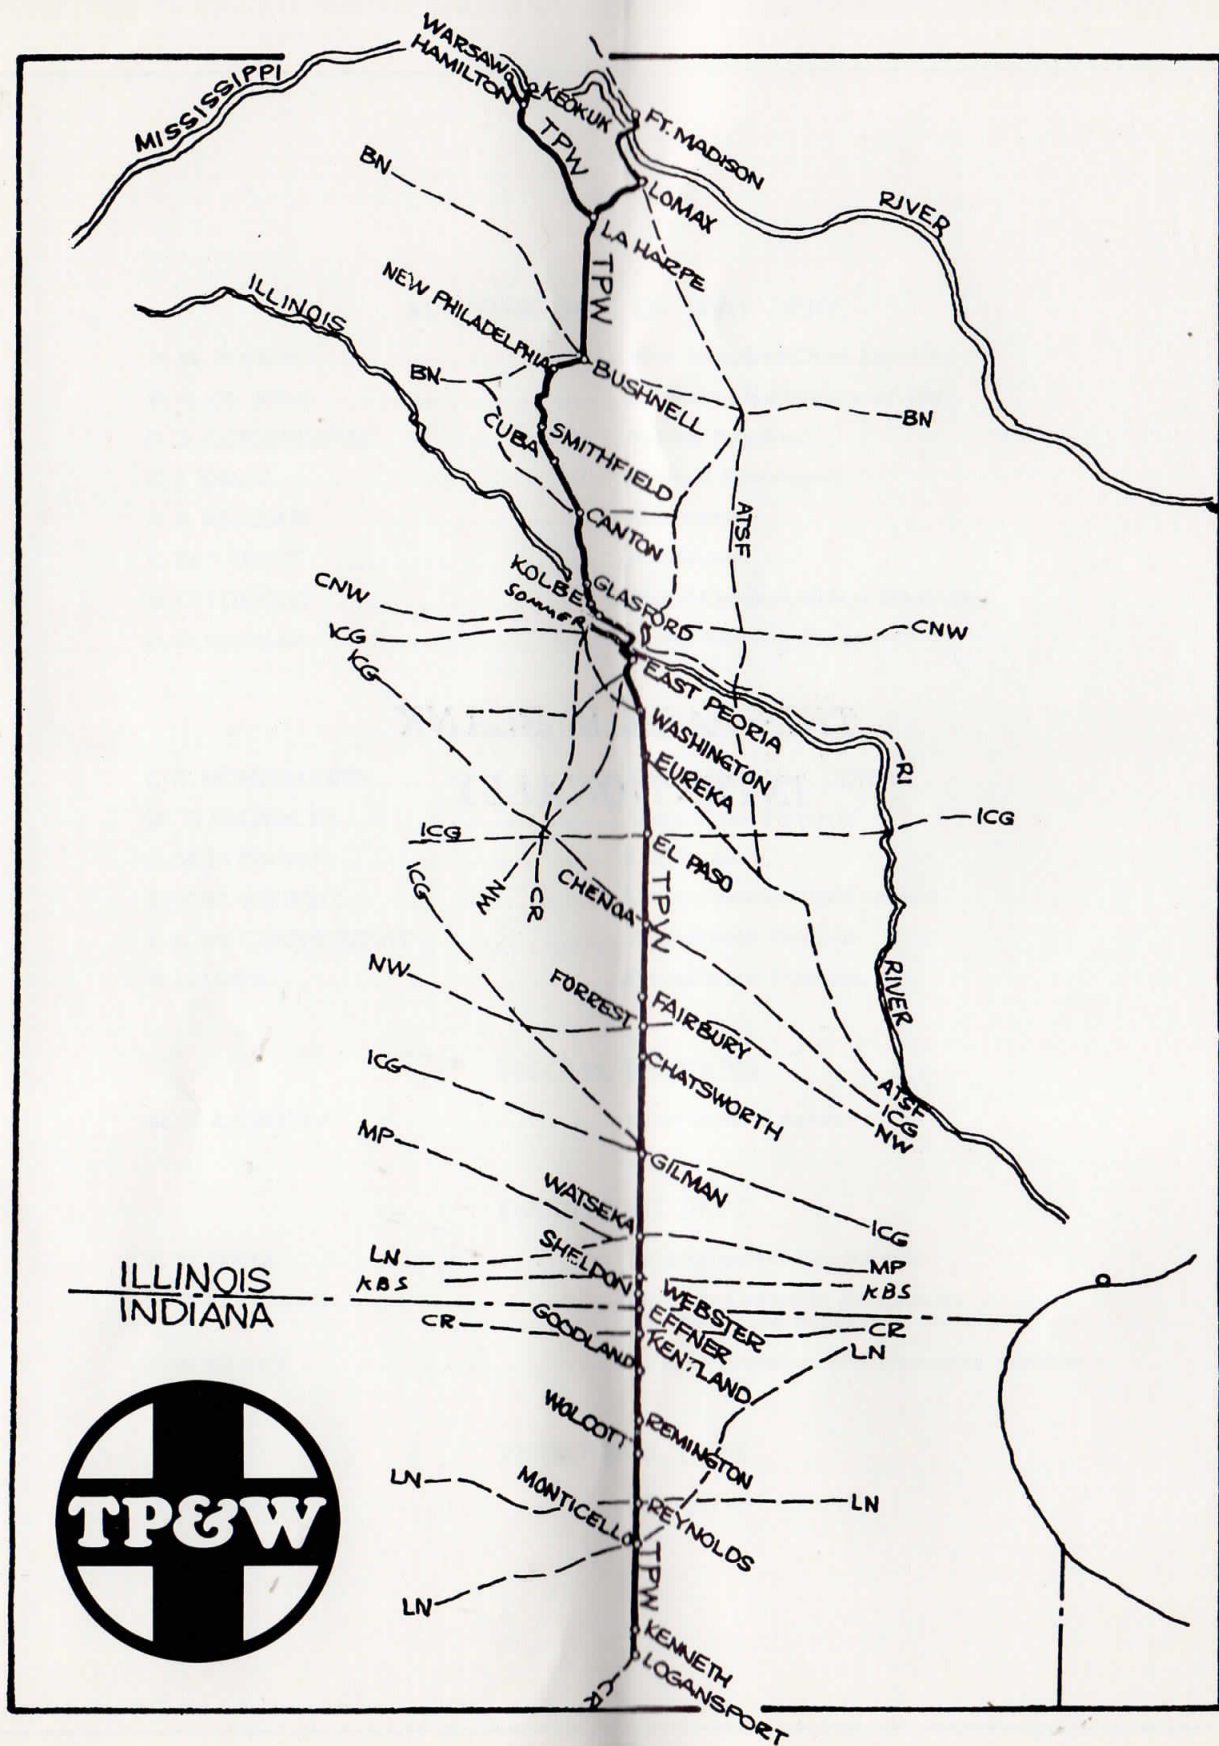 WARSAW
HAMILTON
KEOKUK
MISSISSIPPI
FT. MADISON
TPW
BN
LOMAX
RIVER
LA HARPE
TPW
NEW PHILADELPHIA
ILLINOIS
BN
BUSHNELL
BN
CUBA
SMITHFIELD
CANTON
ATSF
KOLBE
GLASFORD
SOMMER
CNW
CNW
ICG
ICG
EAST PEORIA
WASHINGTON
EUREKA
RI
ICG
ICG
EL PASO
ICG
NW
CR
CHENOA
TPW
NW
FORREST
FAIRBURY
RIVER
CHATSWORTH
ICG
ATSF
ICG
NW
MP
GILMAN
WATSEKA
ICG
LN
SHELDON
MP
KBS
KBS
ILLINOIS
INDIANA
WEBSTER
EFFNER
CR
GOODLAND
KENTLAND
CR
LN
WOLCOTT
REMINGTON
LN
MONTICELLO
REYNOLDS
LN
TP&W
TPW
LN
KENNETH
LOGANSPORT
CR